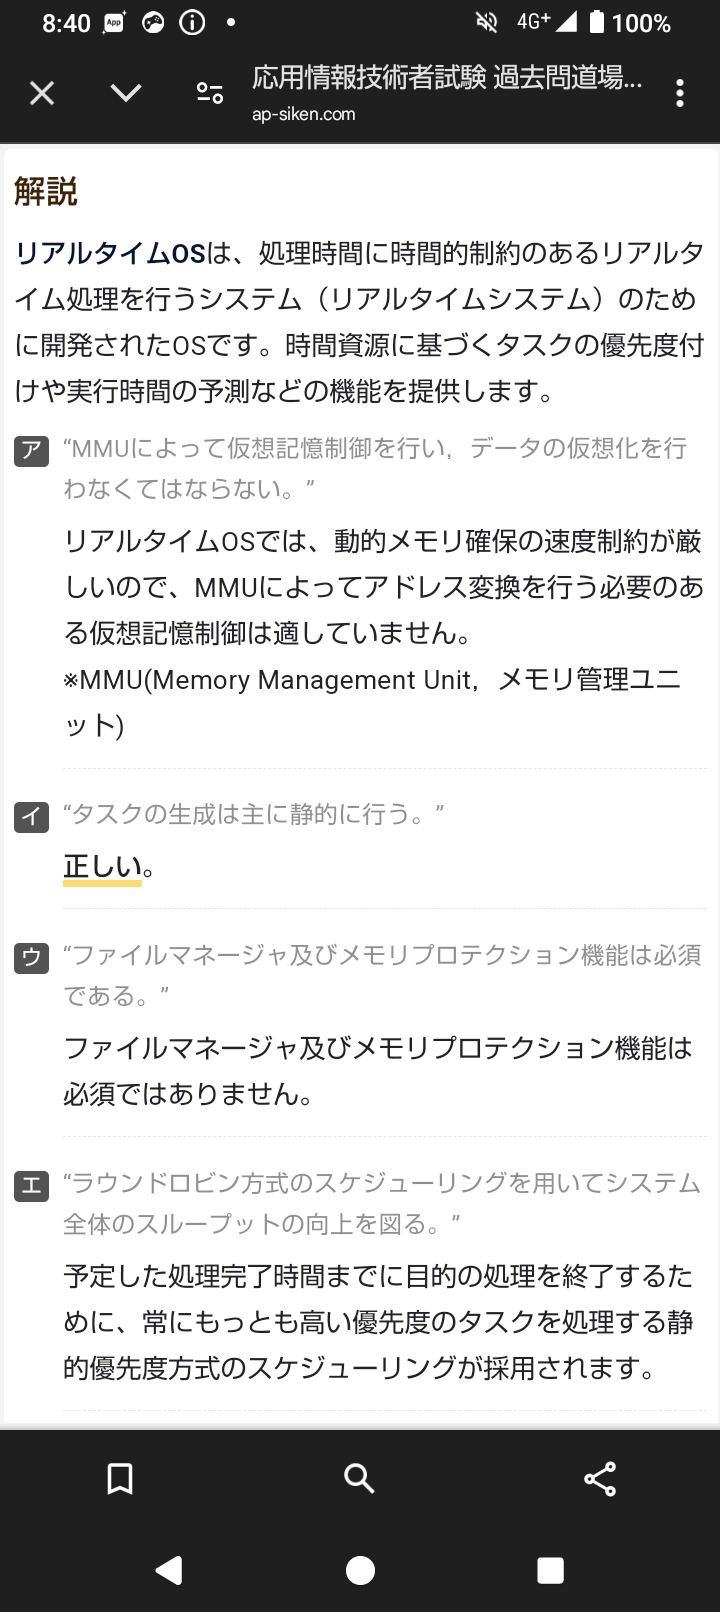 8:40
App
4G+
100%
応用情報技術者試験 過去問道場...
ap-siken.com
解説
リアルタイムOSは、処理時間に時間的制約のあるリアルタ
イム処理を行うシステム（リアルタイムシステム）のため
に開発されたOSです。時間資源に基づくタスクの優先度付
けや実行時間の予測などの機能を提供します。
ア
“MMUによって仮想記憶制御を行い，データの仮想化を行
わなくてはならない。”
リアルタイムOSでは、動的メモリ確保の速度制約が厳
しいので、MMUによってアドレス変換を行う必要のあ
る仮想記憶制御は適していません。
※MMU(Memory Management Unit，メモリ管理ユニ
ット)
イ
“タスクの生成は主に静的に行う。”
正しい。
ウ
“ファイルマネージャ及びメモリプロテクション機能は必須
である。”
ファイルマネージャ及びメモリプロテクション機能は
必須ではありません。
エ
“ラウンドロビン方式のスケジューリングを用いてシステム
全体のスループットの向上を図る。”
予定した処理完了時間までに目的の処理を終了するた
めに、常にもっとも高い優先度のタスクを処理する静
的優先度方式のスケジューリングが採用されます。